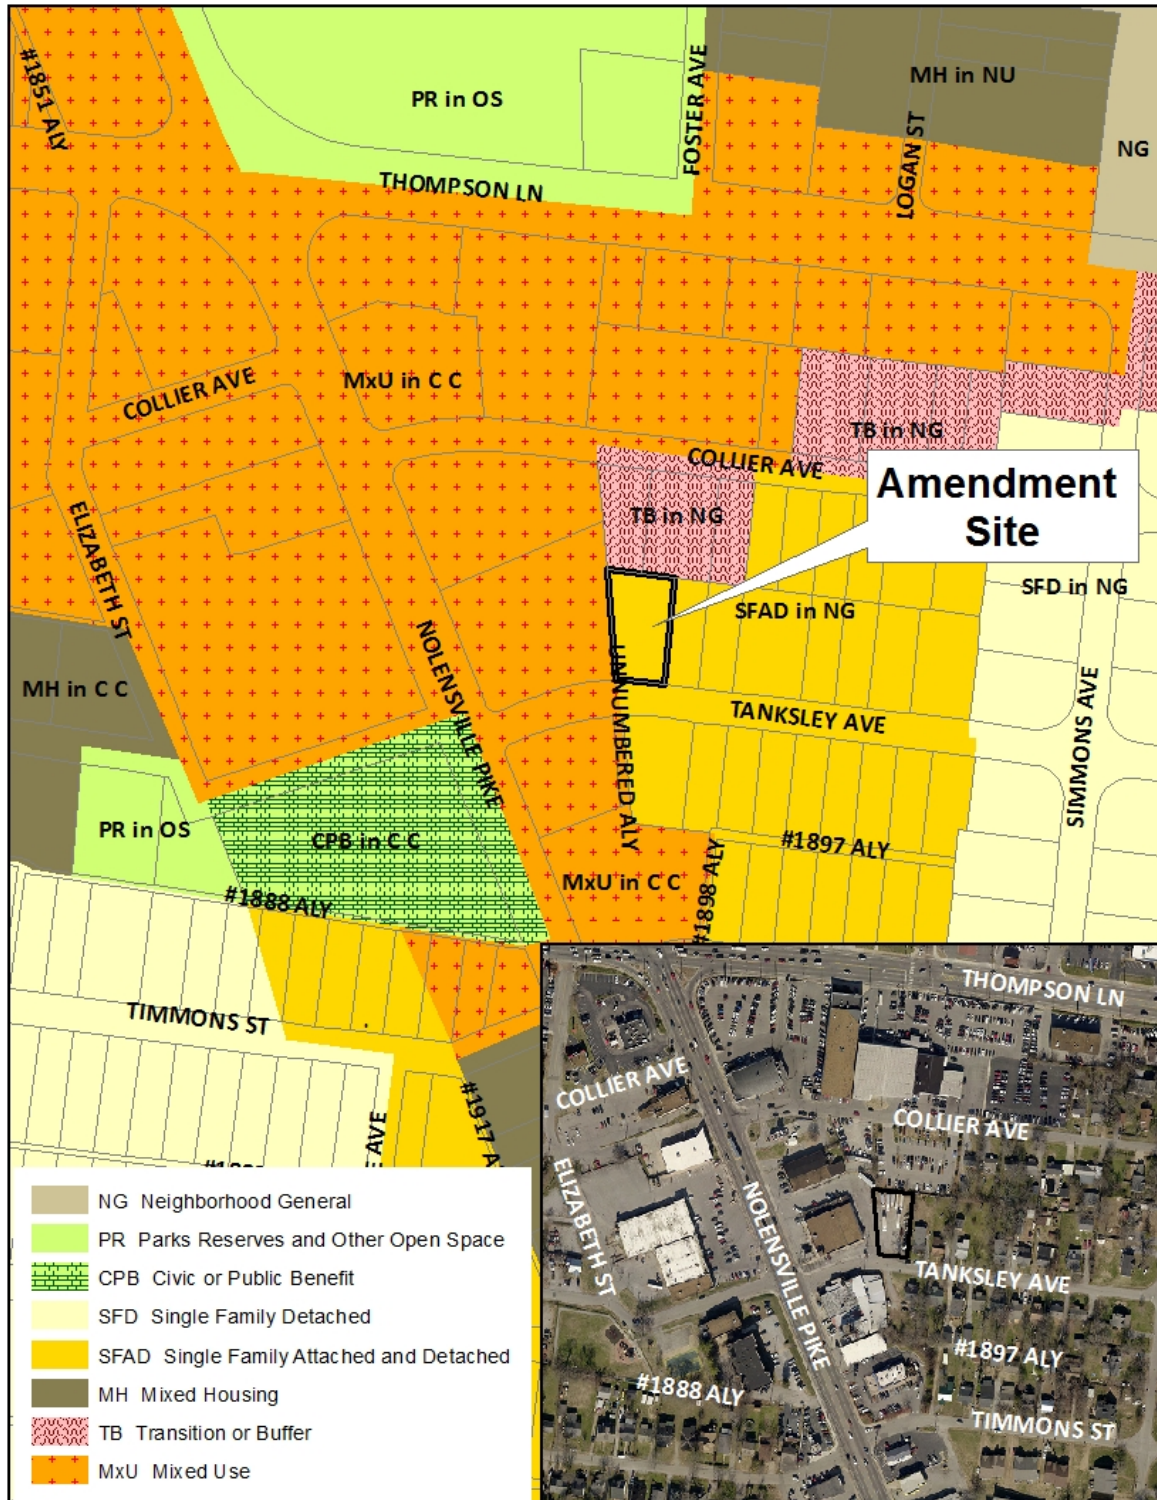 #1851 ALY
PR in OS
FOSTER AVE
MH in NU
LOGAN ST
NG
THOMPSON LN
MxU in C C
COLLIER AVE
TB in NG
COLLIER AVE
TB in NG
Amendment
Site
SFD in NG
SFAD in NG
ELIZABETH ST
MH in C C
NOLENSVILLE PIKE
UNNUMBERED ALY
TANKSLEY AVE
SIMMONS AVE
PR in OS
CPB in C C
#1897 ALY
MxU in C C
#1898 ALY
#1888 ALY
TIMMONS ST
AVE
#1917 A
NG Neighborhood General
PR Parks Reserves and Other Open Space
CPB Civic or Public Benefit
SFD Single Family Detached
SFAD Single Family Attached and Detached
MH Mixed Housing
TB Transition or Buffer
MxU Mixed Use
THOMPSON LN
COLLIER AVE
COLLIER AVE
ELIZABETH ST
NOLENSVILLE PIKE
TANKSLEY AVE
#1897 ALY
#1888 ALY
TIMMONS ST